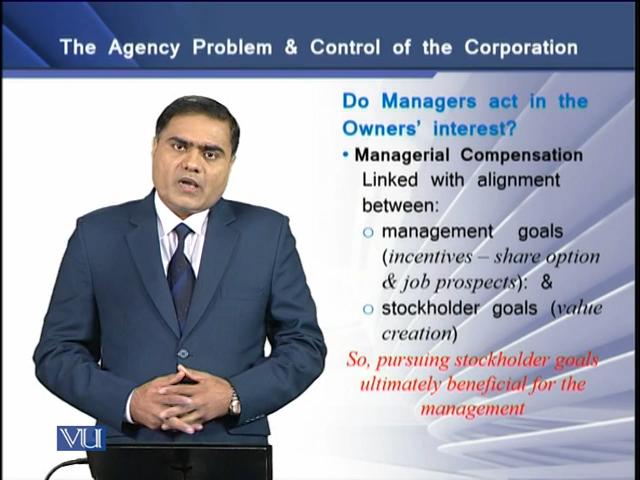 The Agency Problem & Control of the Corporation
Do Managers act in the
Owners' interest?
• Managerial Compensation
Linked with alignment
between:
o management goals
(incentives – share option
& job prospects): &
o stockholder goals (value
creation)
So, pursuing stockholder goals
ultimately beneficial for the
management
VU